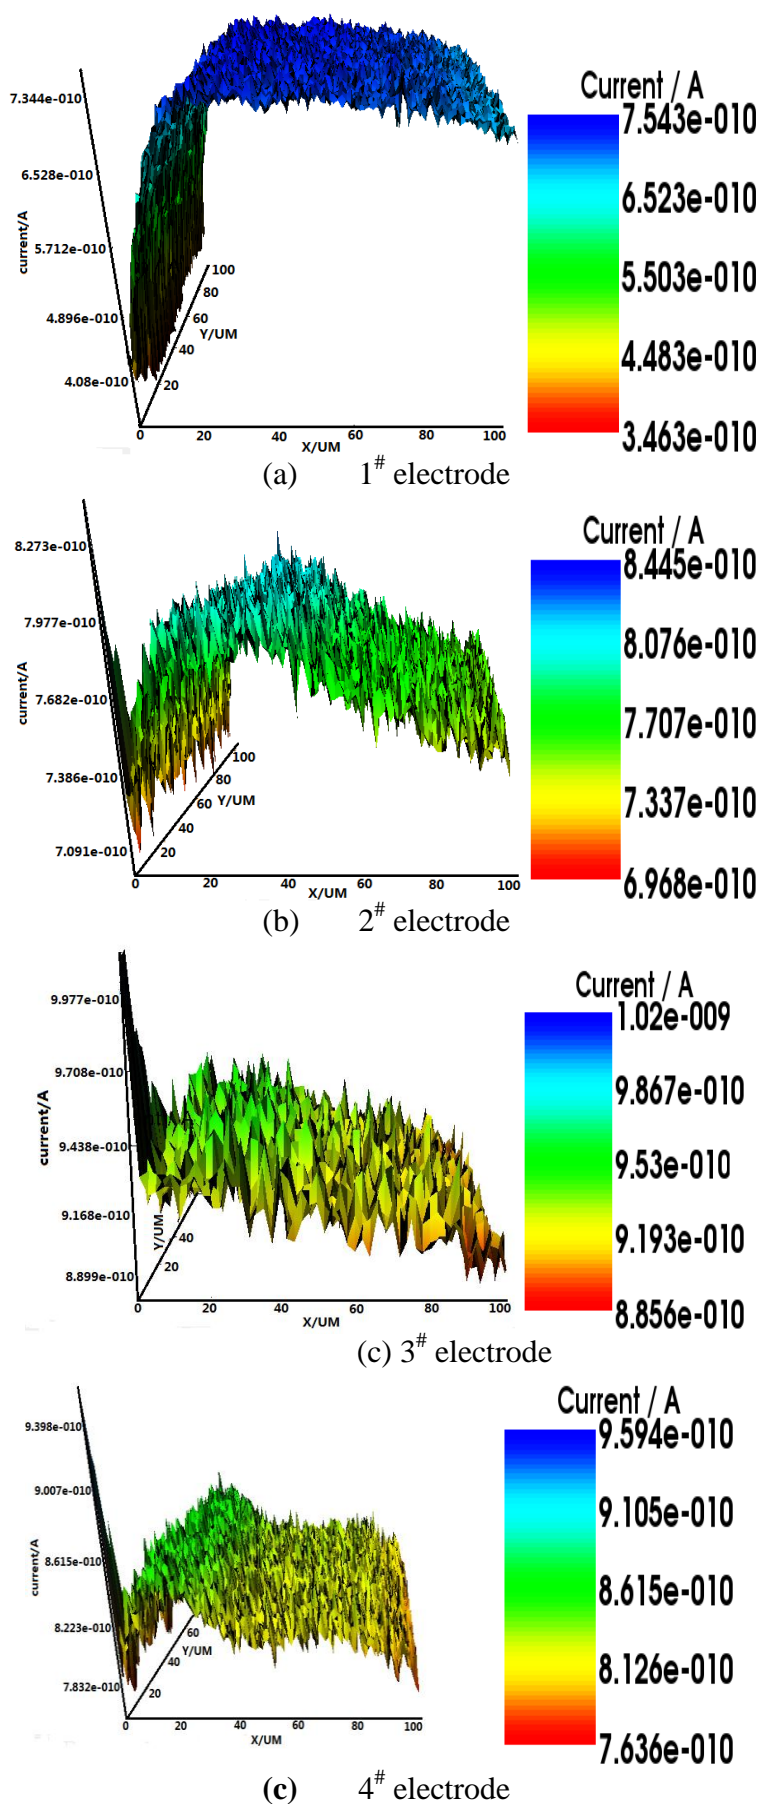 Current / A
7.543e-010
7.344e-010
6.528e-010
6.523e-010
current/A
5.712e-010
5.503e-010
100
80
60
Y/UM
40
20
4.896e-010
4.483e-010
4.08e-010
3.463e-010
0 20 40 60 80 100
X/UM
(a) 1# electrode
Current / A
8.445e-010
8.273e-010
8.076e-010
7.977e-010
current/A
7.682e-010
7.707e-010
100
80
Y/UM
60
40
20
7.386e-010
7.337e-010
7.091e-010
6.968e-010
0 20 40 60 80 100
X/UM
(b) 2# electrode
Current / A
1.02e-009
9.977e-010
9.867e-010
9.708e-010
current/A
9.438e-010
9.53e-010
Y/UM
40
20
9.168e-010
9.193e-010
8.899e-010
8.856e-010
0 20 40 60 80 100
X/UM
(c) 3# electrode
Current / A
9.594e-010
9.398e-010
9.105e-010
9.007e-010
current/A
8.615e-010
8.615e-010
60
Y/UM
40
20
8.223e-010
8.126e-010
7.832e-010
7.636e-010
0 20 40 60 80 100
X/UM
(c) 4# electrode